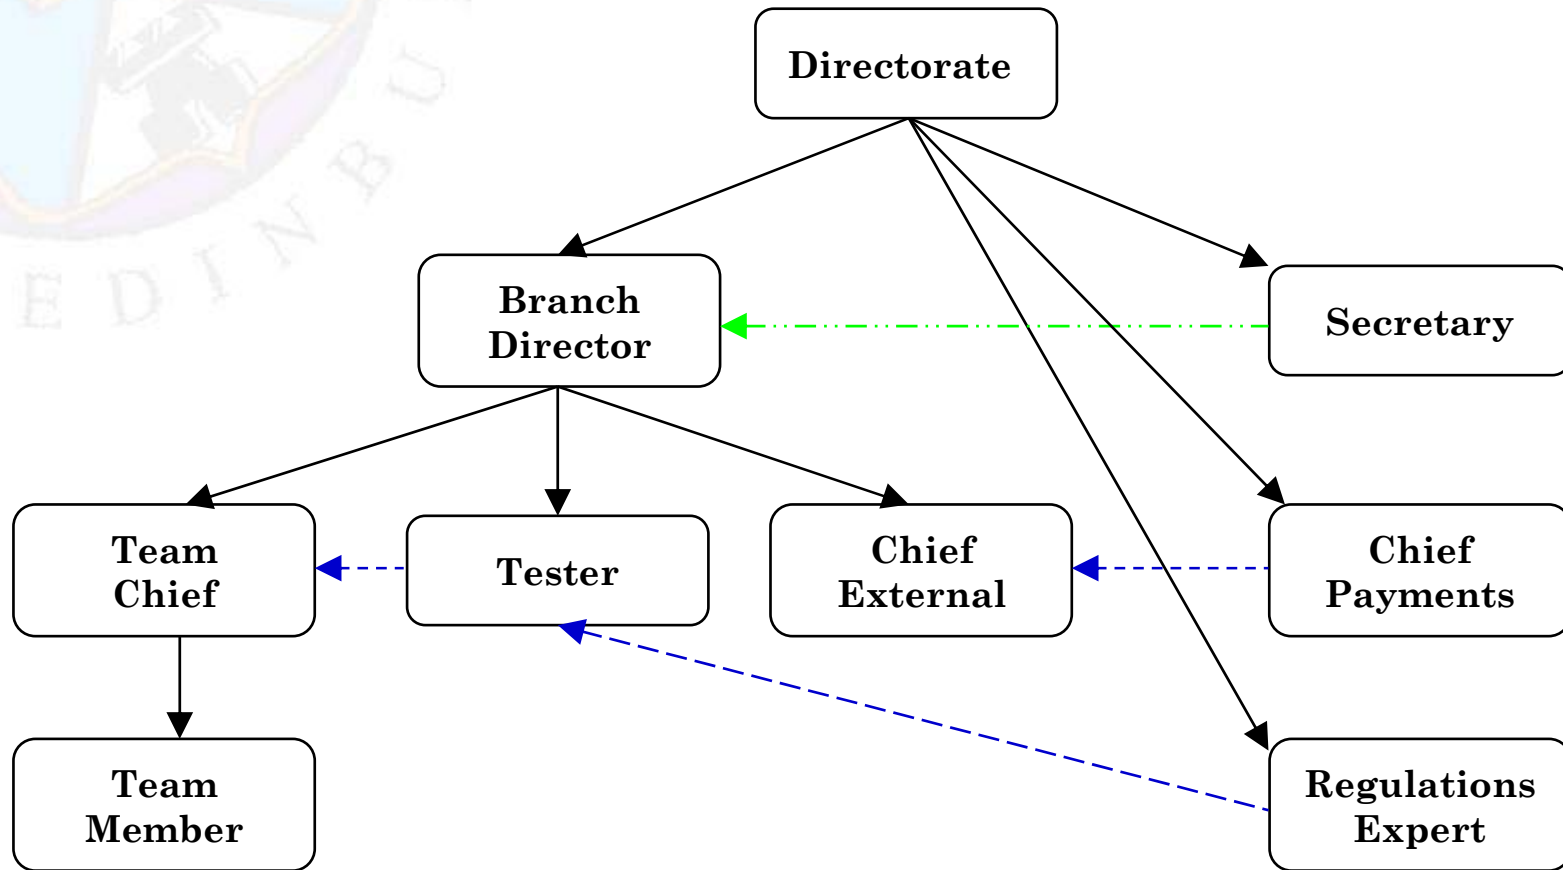 Directorate
Branch
Director
Secretary
Team
Chief
Tester
Chief
External
Chief
Payments
Team
Member
Regulations
Expert
E D I N B U